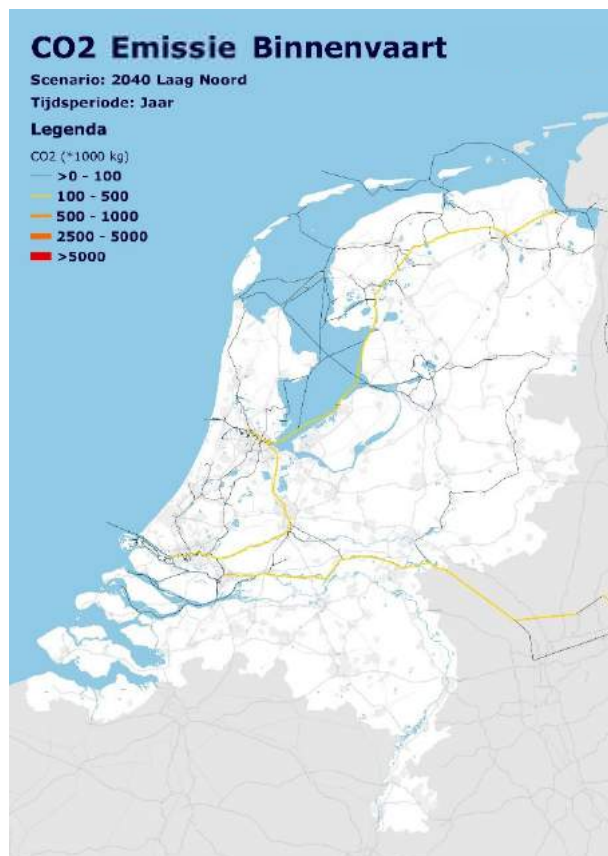 CO2 Emissie Binnenvaart
Scenario: 2040 Laag Noord
Tijdsperiode: Jaar
Legenda
CO2 (*1000 kg)
>0 - 100
100 - 500
500 - 1000
2500 - 5000
>5000